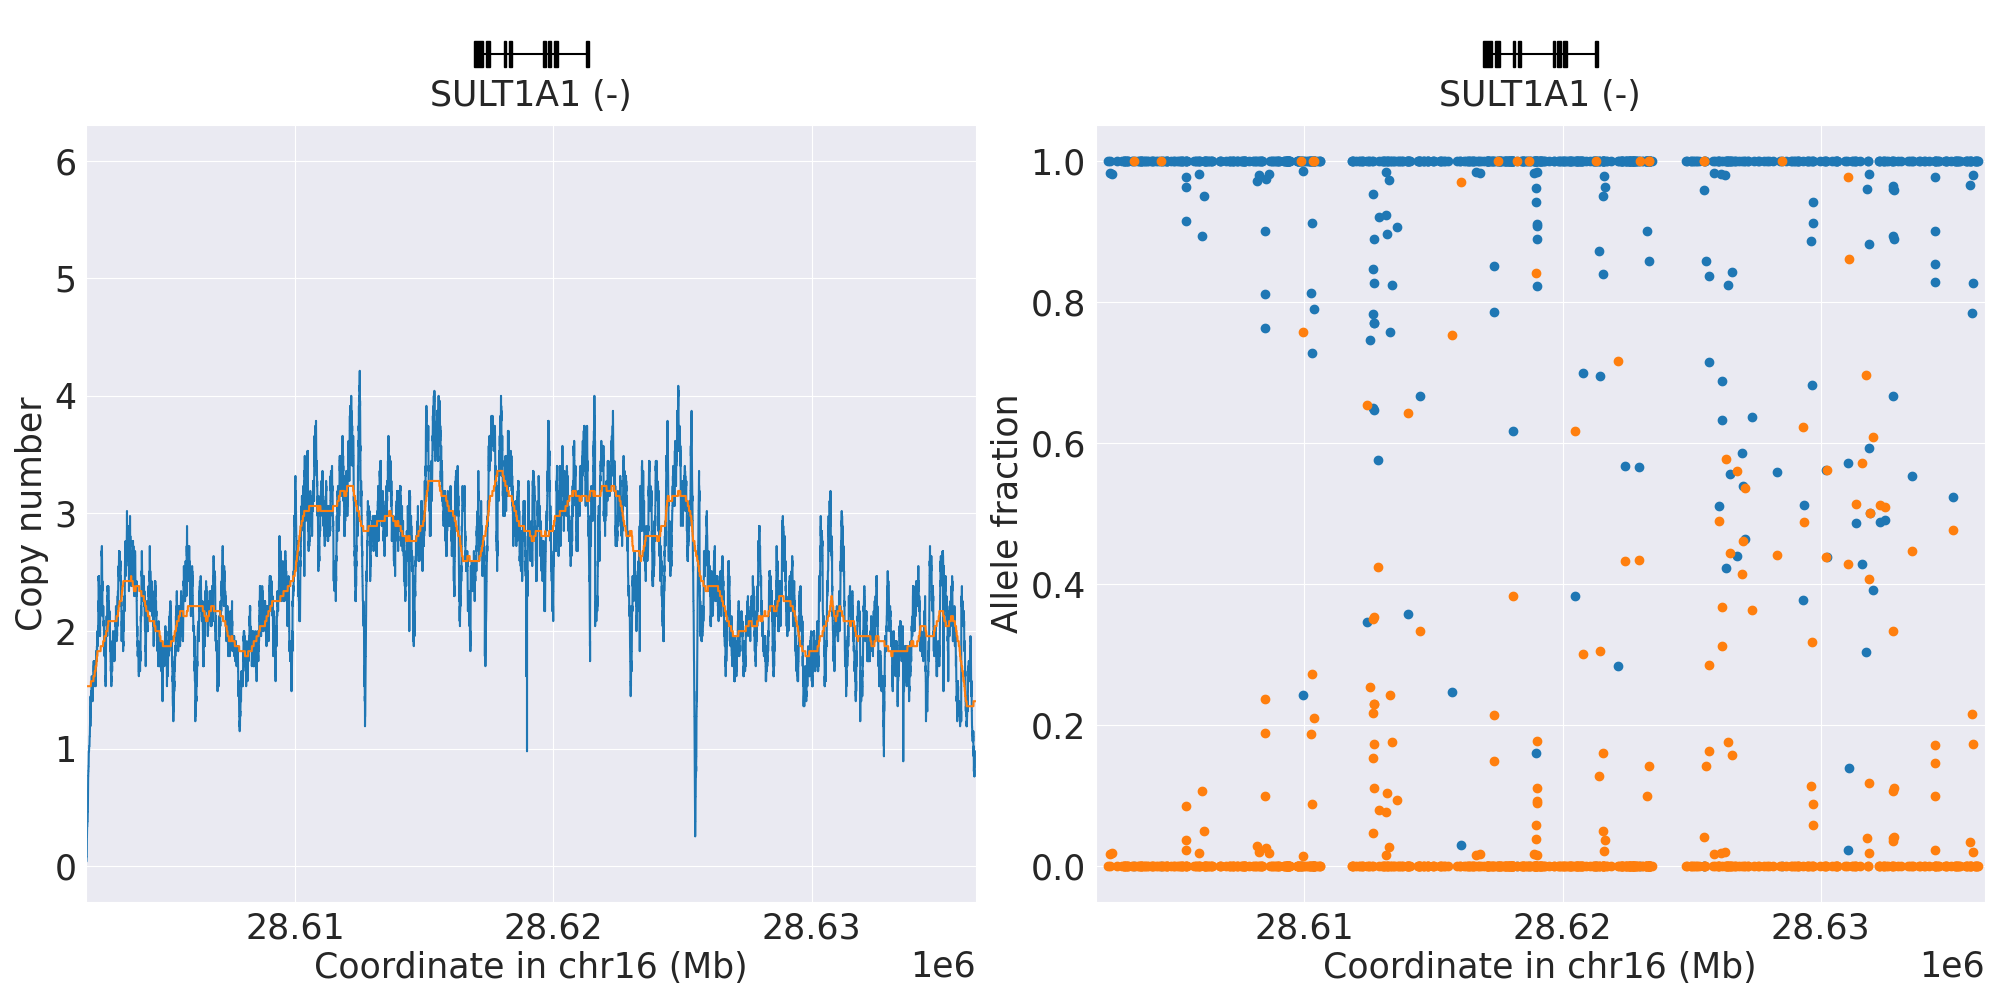 SULT1A1 (-)
6
5
4
3
2
1
0
Copy number
28.61
28.62
28.63
Coordinate in chr16 (Mb)
1e6
SULT1A1 (-)
1.0
0.8
0.6
0.4
0.2
0.0
Allele fraction
28.61
28.62
28.63
Coordinate in chr16 (Mb)
1e6